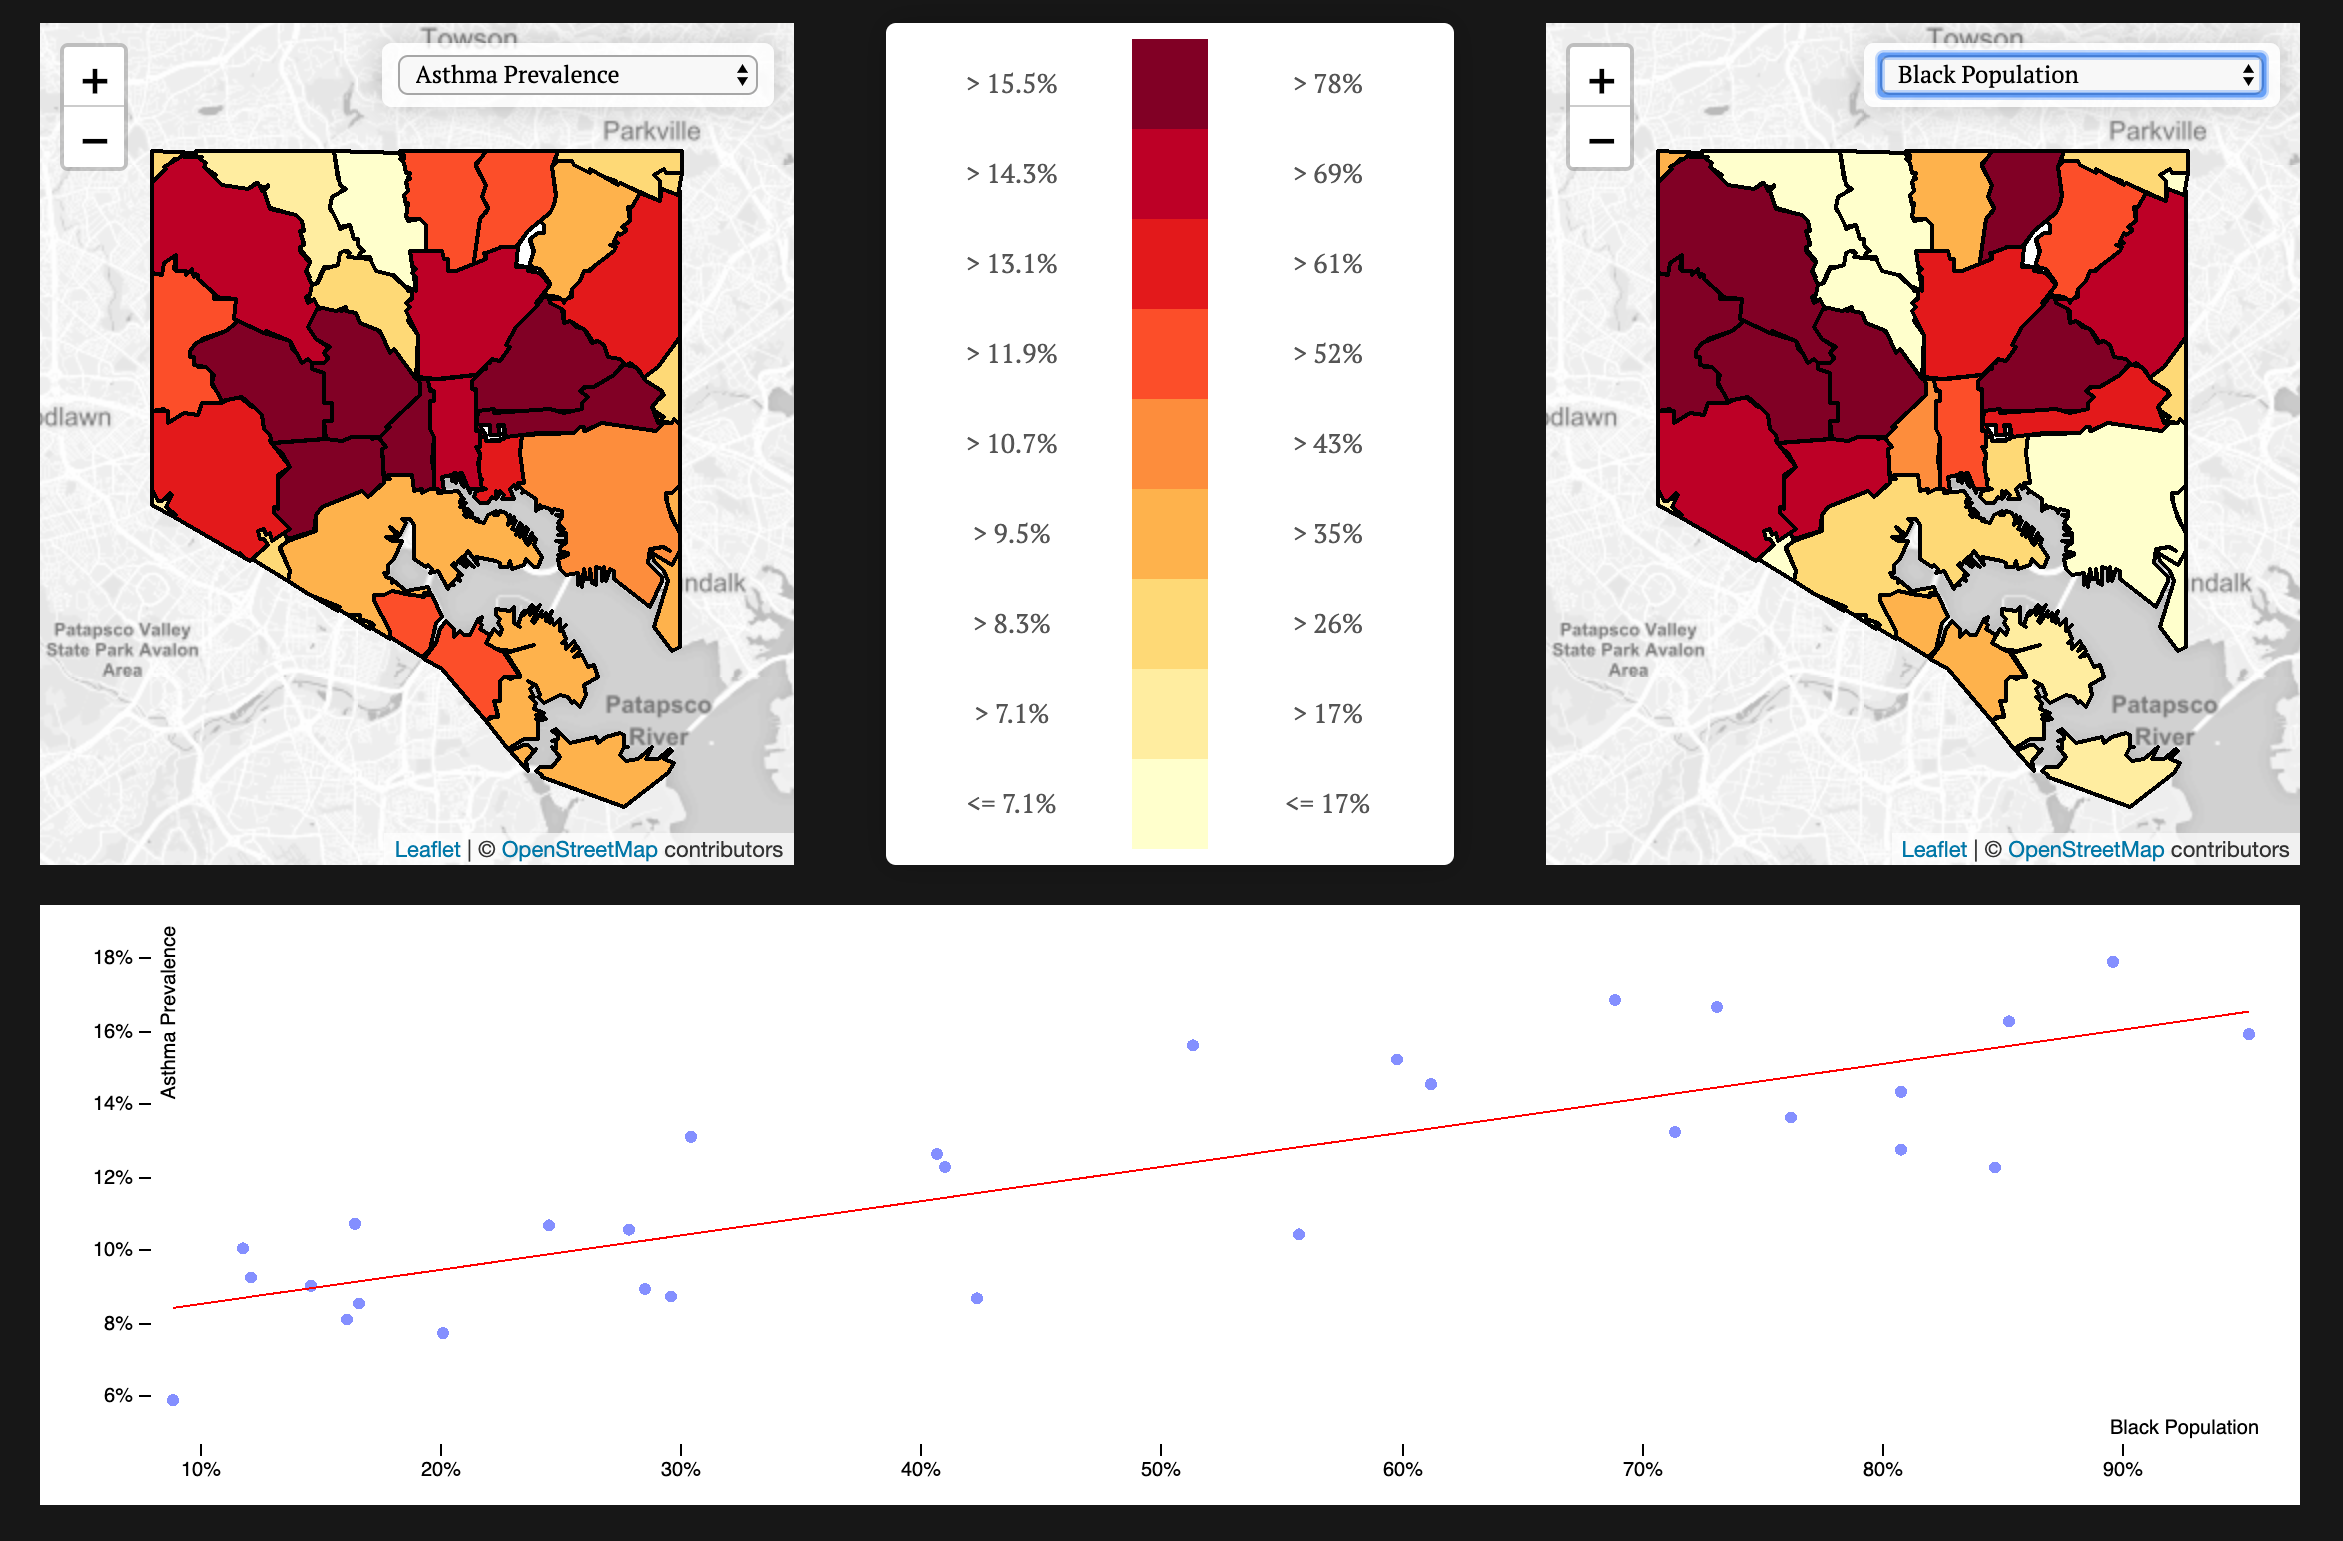 Towson
+
Asthma Prevalence
−
Parkville
odlawn
ndalk
Patapsco Valley
State Park Avalon
Area
Patapsco
River
Leaflet | © OpenStreetMap contributors
> 15.5% > 78%
> 14.3% > 69%
> 13.1% > 61%
> 11.9% > 52%
> 10.7% > 43%
> 9.5% > 35%
> 8.3% > 26%
> 7.1% > 17%
<= 7.1% <= 17%
Towson
+
Black Population
−
Parkville
odlawn
ndalk
Patapsco Valley
State Park Avalon
Area
Patapsco
River
Leaflet | © OpenStreetMap contributors
Asthma Prevalence
18%
16%
14%
12%
10%
8%
6%
Black Population
10% 20% 30% 40% 50% 60% 70% 80% 90%